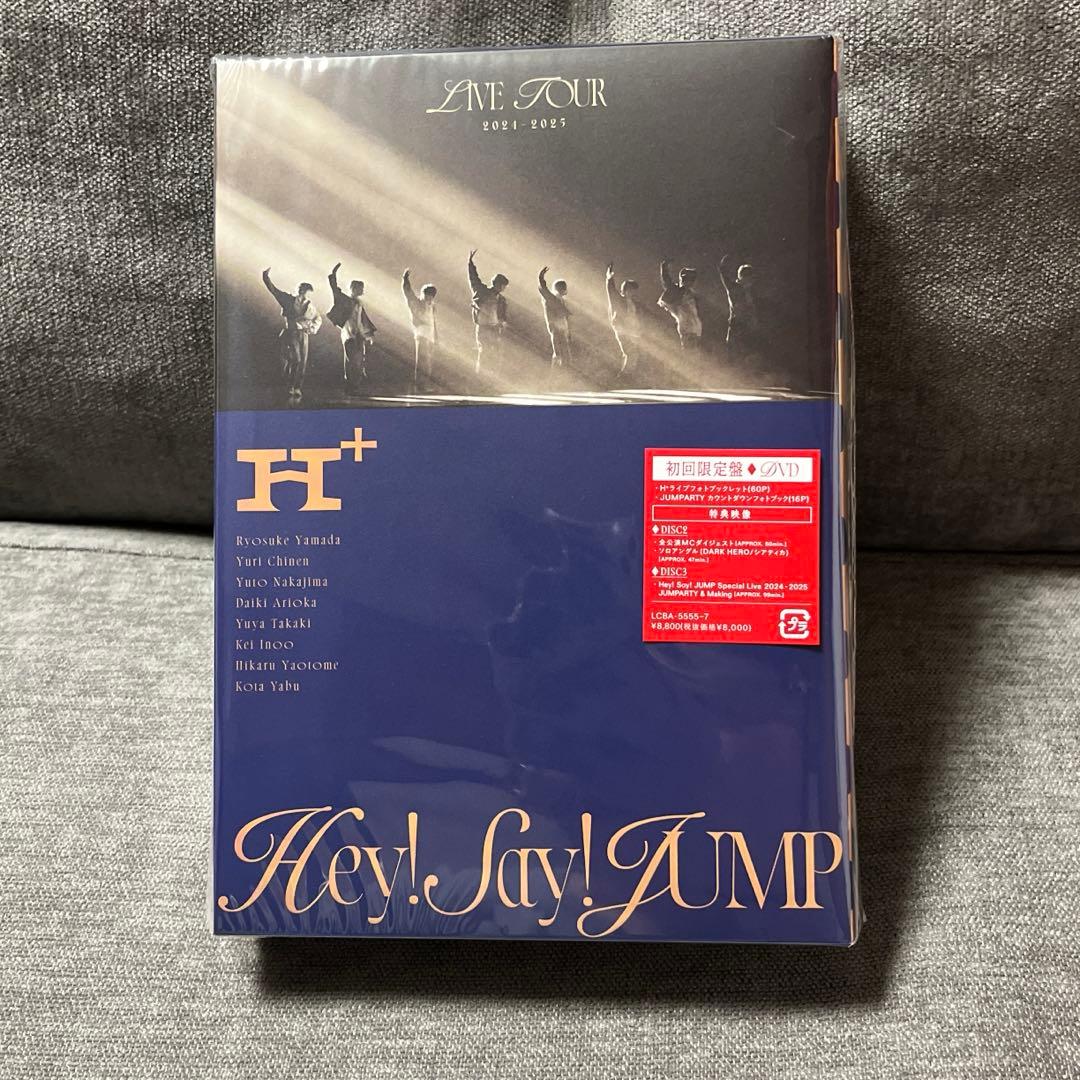 LIVE TOUR
2024-2025
H+
Ryosuke Yamada
Yuri Chinen
Yuto Nakajima
Daiki Arioka
Yuya Takaki
Kei Inoo
Hikaru Yaotome
Kota Yabu
初回限定盤♦DVD
・H+ライブフォトブックレット(60P)
・JUMPARTY カウントダウンフォトブック(16P)
特典映像
♦DISC2
・全公演MCダイジェスト[APPROX. 80min.]
・ソロアングル(DARK HERO/シアティカ)
[APPROX. 47min.]
♦DISC3
・Hey! Say! JUMP Special Live 2024-2025
JUMPARTY & Making [APPROX. 99min.]
LCBA-5555-7
¥8,800(税抜価格¥8,000)
プラ
Hey! Say! JUMP